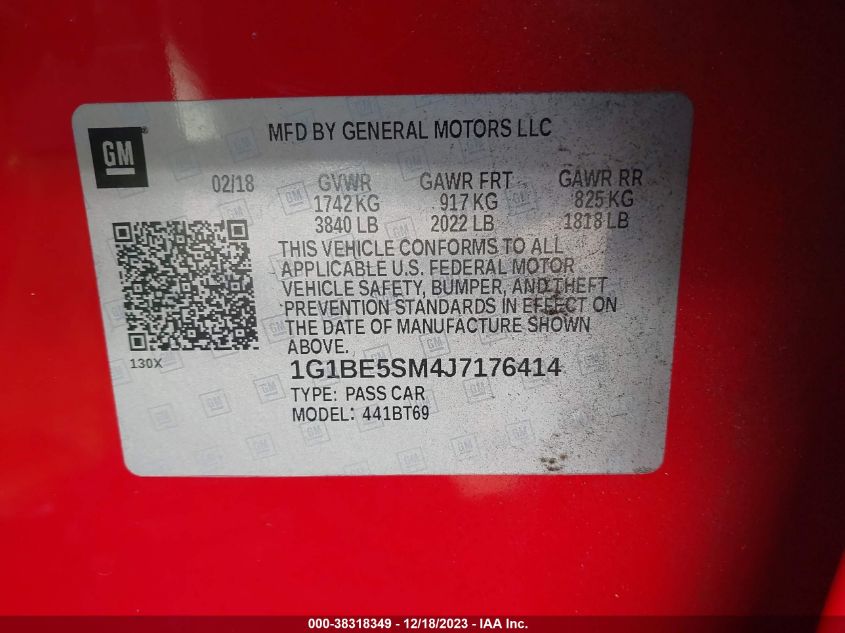 MFD BY GENERAL MOTORS LLC
GM®
02/18 GVWR GAWR FRT GAWR RR
1742 KG 917 KG 825 KG
3840 LB 2022 LB 1818 LB
THIS VEHICLE CONFORMS TO ALL
APPLICABLE U.S. FEDERAL MOTOR
VEHICLE SAFETY, BUMPER, AND THEFT
PREVENTION STANDARDS IN EFFECT ON
THE DATE OF MANUFACTURE SHOWN
ABOVE.
130X
1G1BE5SM4J7176414
TYPE: PASS CAR
MODEL: 441BT69
000-38318349 - 12/18/2023 - IAA Inc.